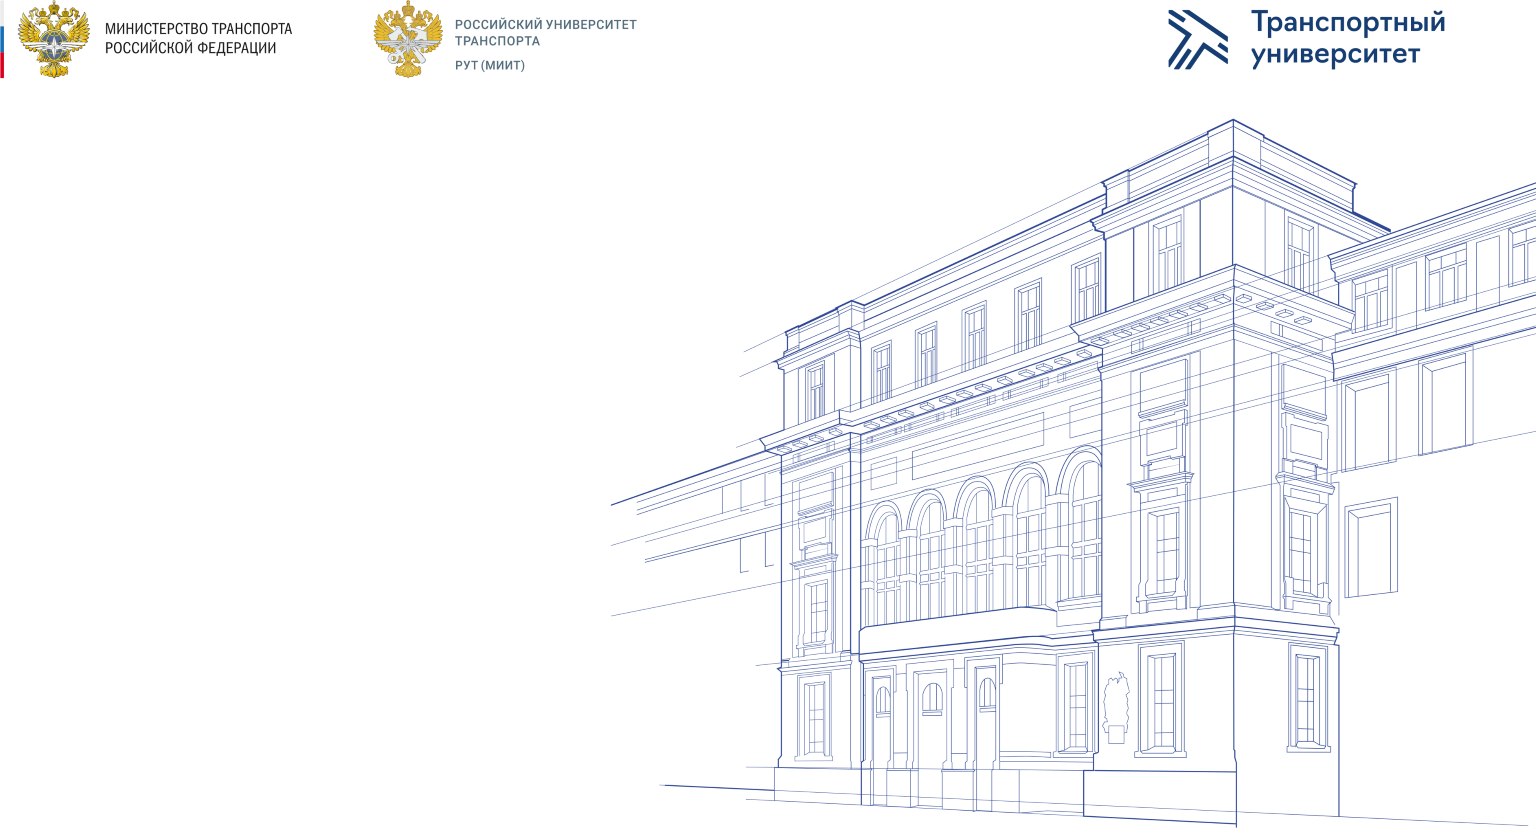 МИНИСТЕРСТВО ТРАНСПОРТА
РОССИЙСКОЙ ФЕДЕРАЦИИ
РОССИЙСКИЙ УНИВЕРСИТЕТ
ТРАНСПОРТА
РУТ (МИИТ)
Транспортный
университет